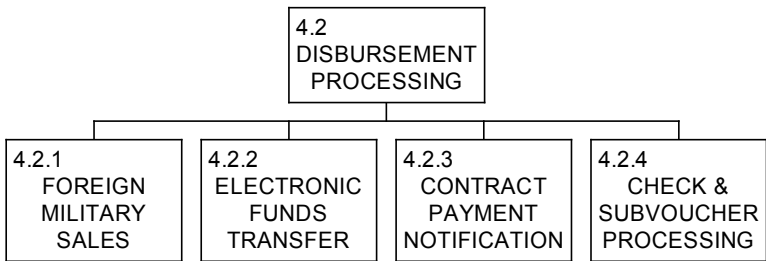 4.2
DISBURSEMENT
PROCESSING
4.2.1
FOREIGN
MILITARY
SALES
4.2.2
ELECTRONIC
FUNDS
TRANSFER
4.2.3
CONTRACT
PAYMENT
NOTIFICATION
4.2.4
CHECK &
SUBVOUCHER
PROCESSING